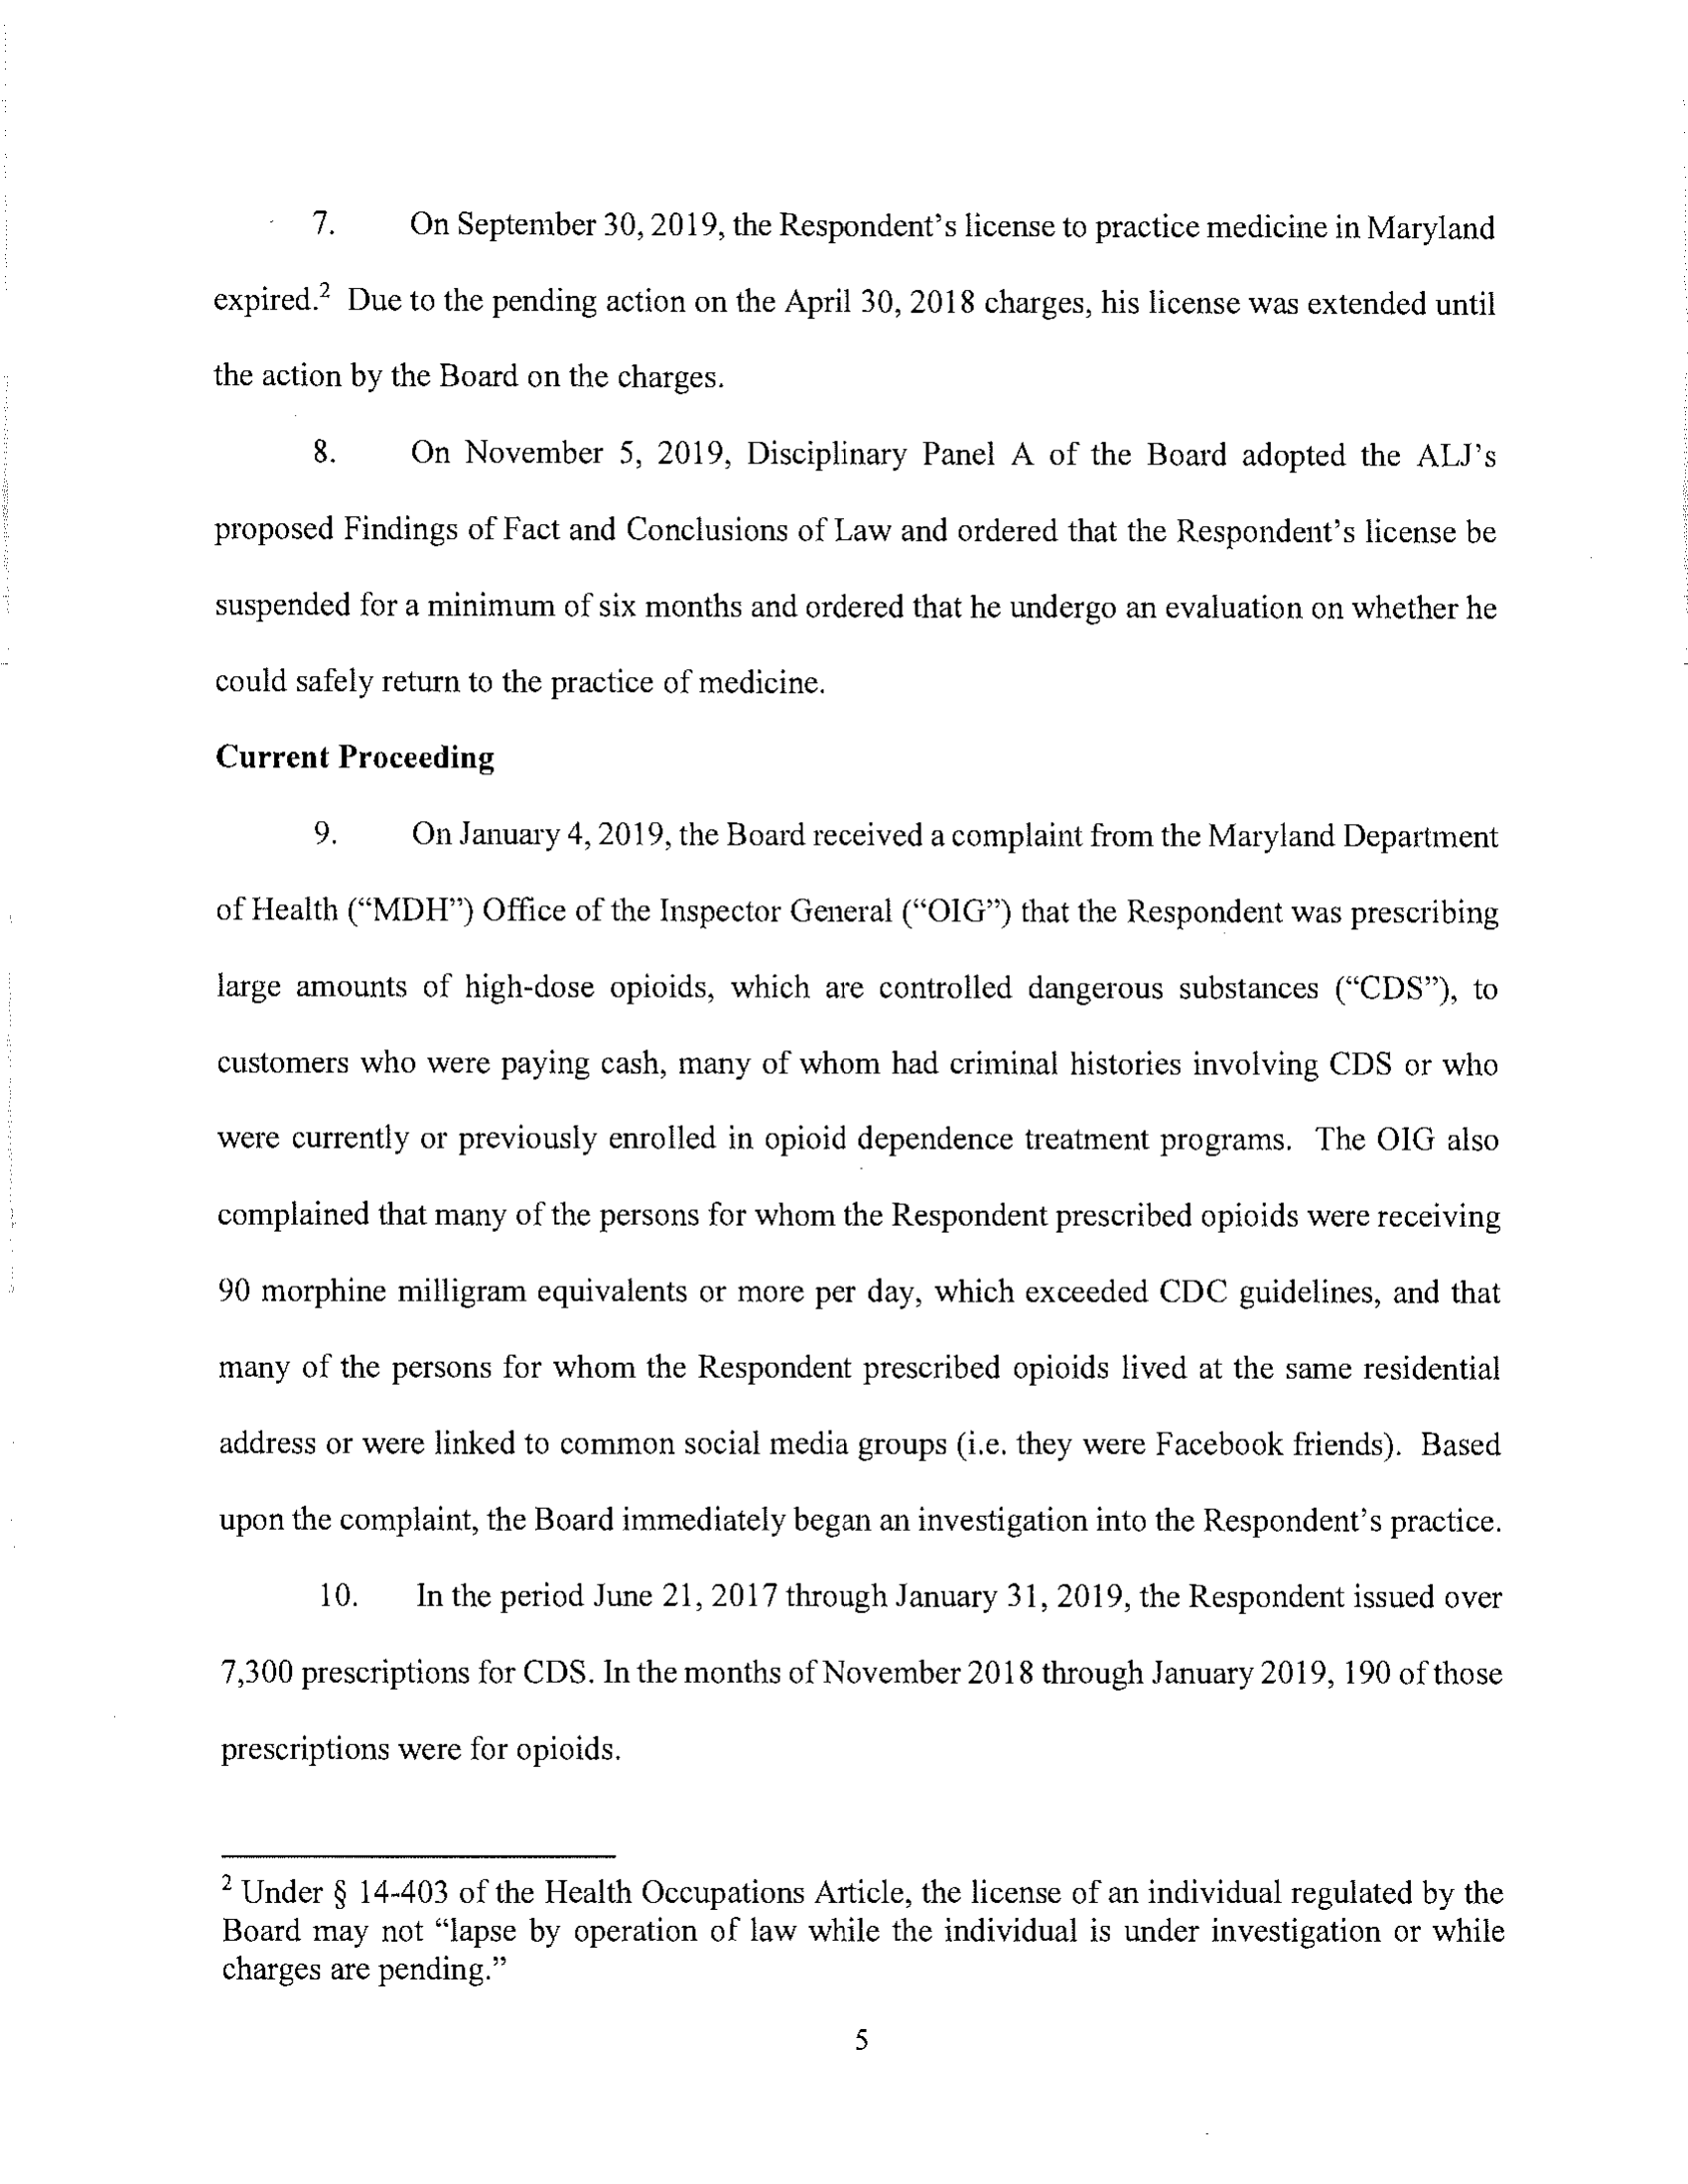 7. On September 30, 2019, the Respondent's license to practice medicine in Maryland
expired.2 Due to the pending action on the April 30, 2018 charges, his license was extended until
the action by the Board on the charges.
8. On November 5, 2019, Disciplinary Panel A of the Board adopted the ALJ's
proposed Findings of Fact and Conclusions of Law and ordered that the Respondent's license be
suspended for a minimum of six months and ordered that he undergo an evaluation on whether he
could safely return to the practice of medicine.
Current Proceeding
9. On January 4, 2019, the Board received a complaint from the Maryland Department
of Health (“MDH”) Office of the Inspector General (“OIG”) that the Respondent was prescribing
large amounts of high-dose opioids, which are controlled dangerous substances (“CDS”), to
customers who were paying cash, many of whom had criminal histories involving CDS or who
were currently or previously enrolled in opioid dependence treatment programs. The OIG also
complained that many of the persons for whom the Respondent prescribed opioids were receiving
90 morphine milligram equivalents or more per day, which exceeded CDC guidelines, and that
many of the persons for whom the Respondent prescribed opioids lived at the same residential
address or were linked to common social media groups (i.e. they were Facebook friends). Based
upon the complaint, the Board immediately began an investigation into the Respondent's practice.
10. In the period June 21, 2017 through January 31, 2019, the Respondent issued over
7,300 prescriptions for CDS. In the months of November 2018 through January 2019, 190 of those
prescriptions were for opioids.
2 Under § 14-403 of the Health Occupations Article, the license of an individual regulated by the
Board may not “lapse by operation of law while the individual is under investigation or while
charges are pending.”
5